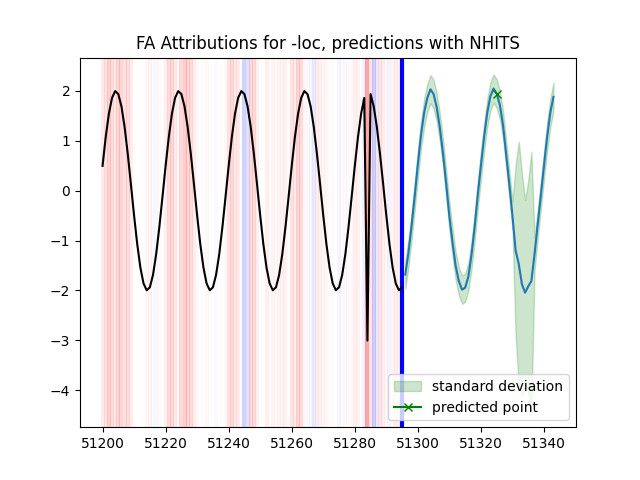 FA Attributions for -loc, predictions with NHITS
2
1
0
−1
−2
−3
−4
51200 51220 51240 51260 51280 51300 51320 51340
standard deviation
predicted point